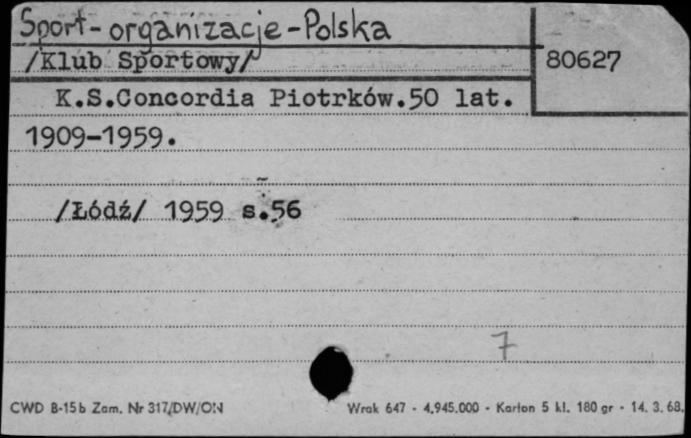 Sport-organizacje-Polska
/Klub Sportowy/
80627
K.S.Concordia Piotrków.50 lat.
1909-1959.
/Łódź/ 1959 s.56
7
CWD B-15b Zam. Nr 317/DW/ON Wrak 647 - 4.945.000 - Karton 5 kl. 180 gr - 14. 3. 68.